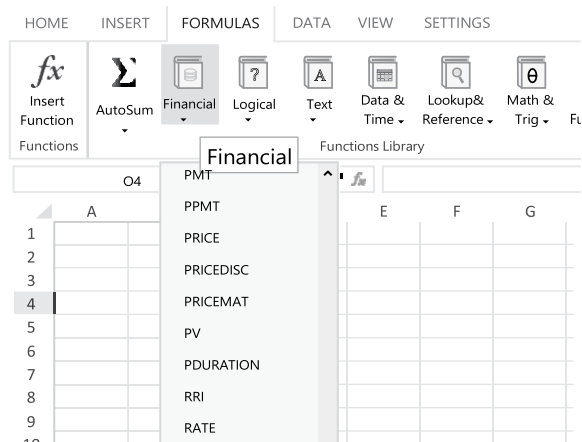 HOME INSERT FORMULAS DATA VIEW SETTINGS
fx Σ ? A θ
Insert Function
AutoSum
Financial
Logical
Text
Data & Time
Lookup& Reference
Math & Trig
Fu
Functions
Functions Library
Financial
O4
fx
PMT
PPMT
PRICE
PRICEDISC
PRICEMAT
PV
PDURATION
RRI
RATE
A E F G
1
2
3
4
5
6
7
8
9
10